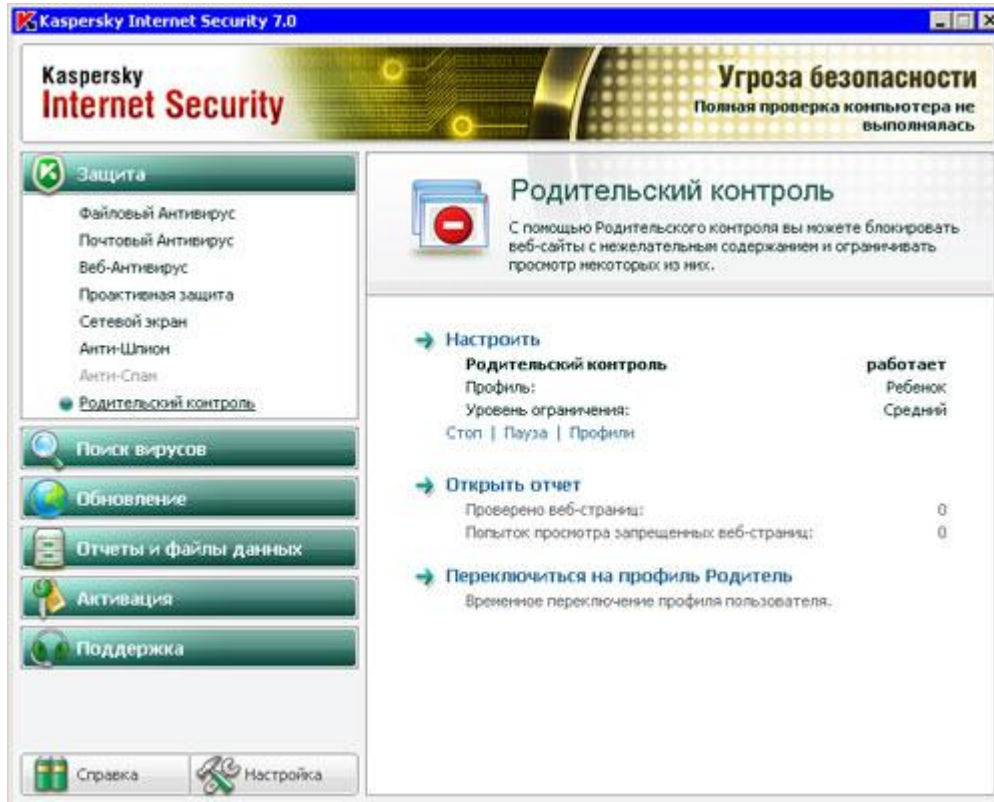 Kaspersky Internet Security 7.0
Kaspersky
Internet Security
Угроза безопасности
Полная проверка компьютера не
выполнялась
Защита
Файловый Антивирус
Почтовый Антивирус
Веб-Антивирус
Проактивная защита
Сетевой экран
Анти-Шпион
Анти-Спам
Родительский контроль
Поиск вирусов
Обновление
Отчеты и файлы данных
Активация
Поддержка
Справка
Настройка
Родительский контроль
С помощью Родительского контроля вы можете блокировать
веб-сайты с нежелательным содержанием и ограничивать
просмотр некоторых из них.
Настроить
Родительский контроль работает
Профиль: Ребенок
Уровень ограничения: Средний
Стоп | Пауза | Профили
Открыть отчет
Проверено веб-страниц: 0
Попыток просмотра запрещенных веб-страниц: 0
Переключиться на профиль Родитель
Временное переключение профиля пользователя.